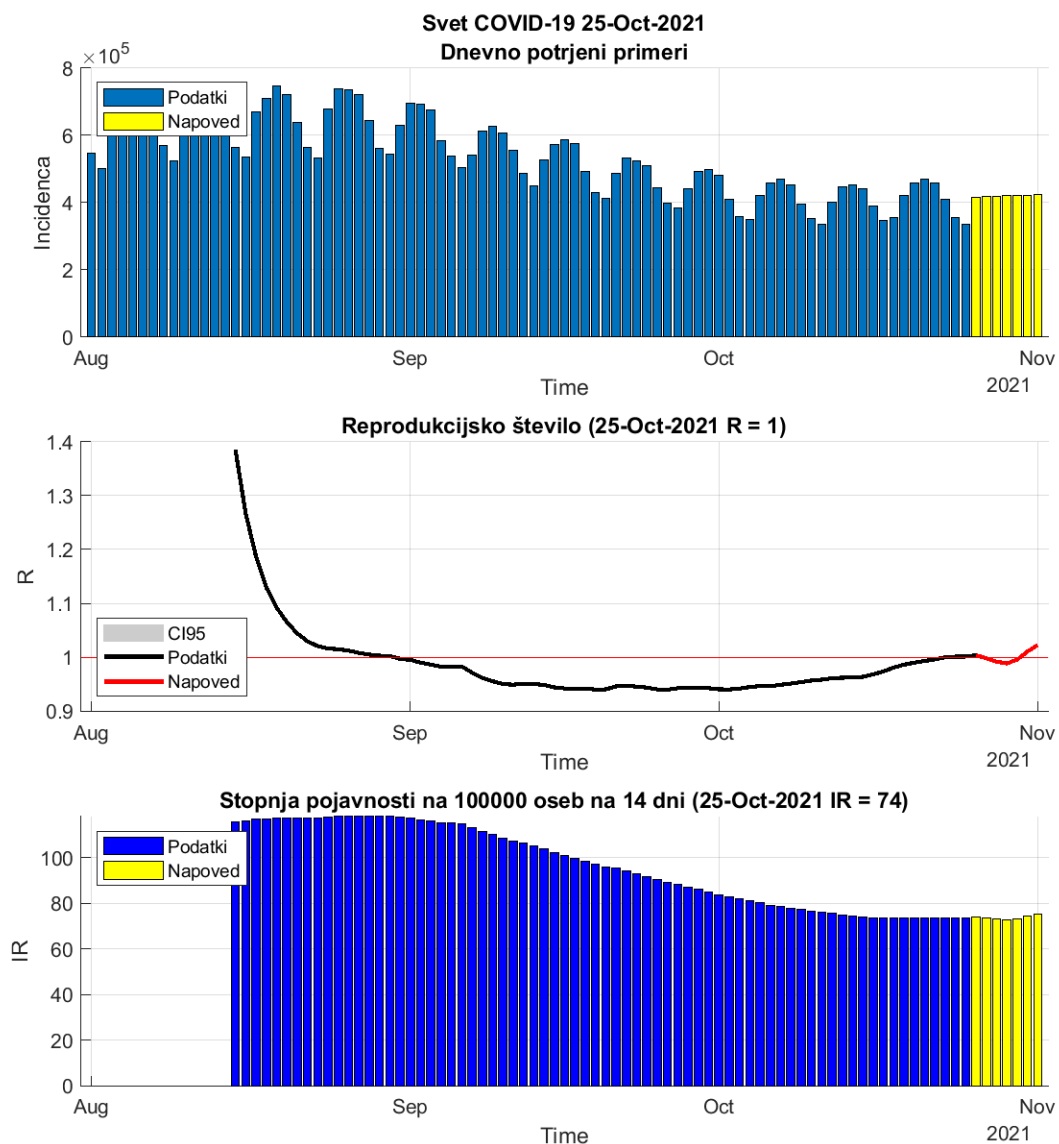 Svet COVID-19 25-Oct-2021
Dnevno potrjeni primeri
×10⁵
8
6
4
2
0
Incidenca
Podatki
Napoved
Aug Sep Oct Nov
Time
2021
Reprodukcijsko število (25-Oct-2021 R = 1)
1.4
1.3
1.2
1.1
1
0.9
R
CI95
Podatki
Napoved
Aug Sep Oct Nov
Time
2021
Stopnja pojavnosti na 100000 oseb na 14 dni (25-Oct-2021 IR = 74)
100
80
60
40
20
0
IR
Podatki
Napoved
Aug Sep Oct Nov
Time
2021